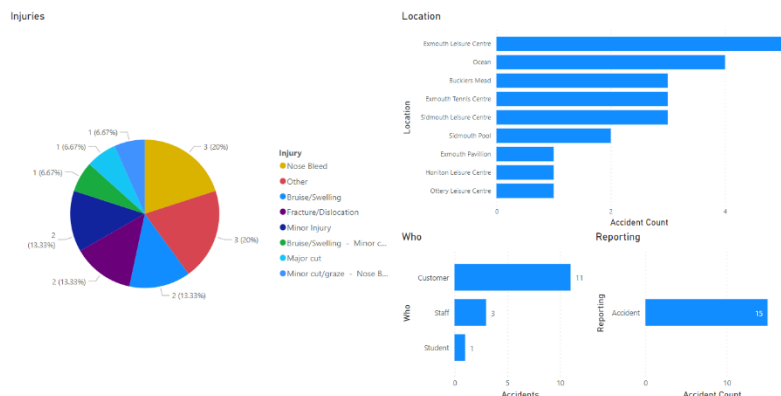 Injuries
1 (6.67%)
1 (6.67%)
1 (6.67%)
2
(13.33%)
2 (13.33%)
2 (13.33%)
3 (20%)
3 (20%)
Injury
Nose Bleed
Other
Bruise/Swelling
Fracture/Dislocation
Minor Injury
Bruise/Swelling - Minor c...
Major cut
Minor cut/graze - Nose B...
Location
Location
Exmouth Leisure Centre
Ocean
Bucklers Mead
Exmouth Tennis Centre
Sidmouth Leisure Centre
Sidmouth Pool
Exmouth Pavillion
Honiton Leisure Centre
Ottery Leisure Centre
0 2 4
Accident Count
Who
Who
Customer 11
Staff 3
Student 1
0 5 10
Accidents
Reporting
Reporting
Accident 15
0 10
Accident Count